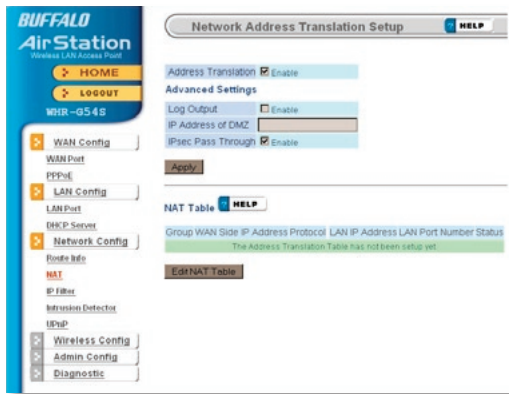 BUFFALO
AirStation
Wireless LAN Access Point
HOME
LOGOUT
WHR-G54S
WAN Config
WAN Port
PPPoE
LAN Config
LAN Port
DHCP Server
Network Config
Route Info
NAT
IP Filter
Intrusion Detector
UPnP
Wireless Config
Admin Config
Diagnostic
Network Address Translation Setup
? HELP
Address Translation Enable
Advanced Settings
Log Output Enable
IP Address of DMZ
IPsec Pass Through Enable
Apply
NAT Table ? HELP
Group WAN Side IP Address Protocol LAN IP Address LAN Port Number Status
The Address Translation Table has not been setup yet
Edit NAT Table